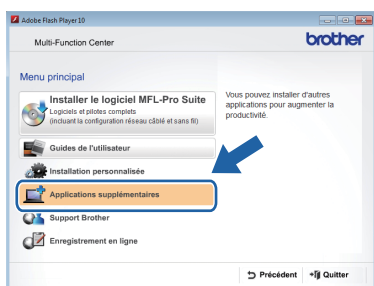 Adobe Flash Player 10
Multi-Function Center
brother
Menu principal
Installer le logiciel MFL-Pro Suite
Logiciels et pilotes complets
(incluant la configuration réseau câblé et sans fil)
Guides de l'utilisateur
Installation personnalisée
Applications supplémentaires
Support Brother
Enregistrement en ligne
Vous pouvez installer d'autres
applications pour augmenter la
productivité.
Précédent
Quitter